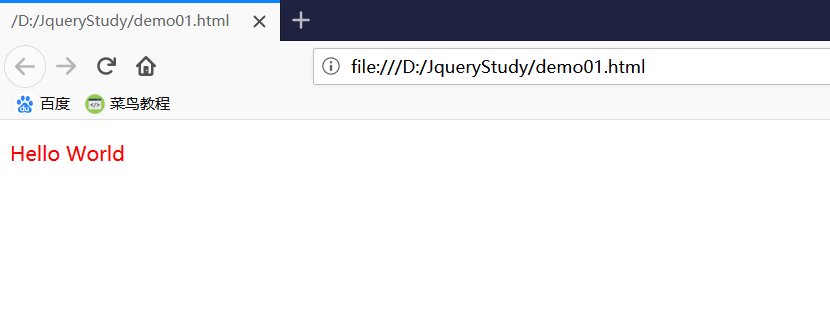 /D:/JqueryStudy/demo01.html
file:///D:/JqueryStudy/demo01.html
百度 菜鸟教程
Hello World